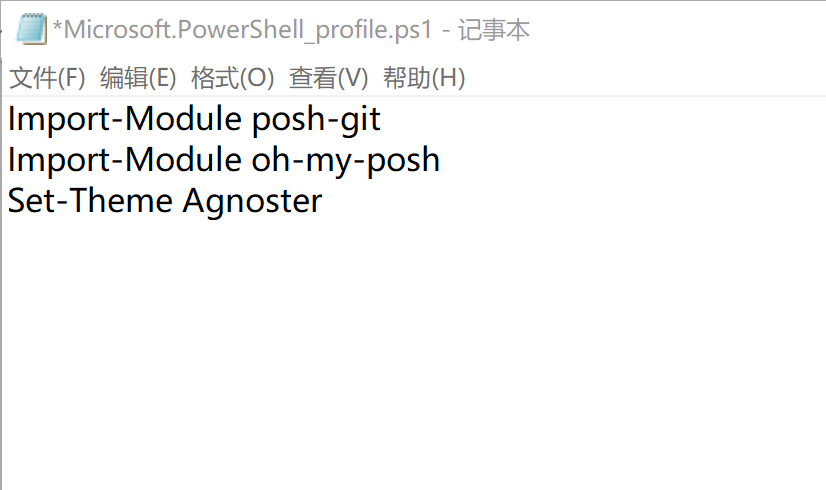 *Microsoft.PowerShell_profile.ps1 - 记事本
文件(F) 编辑(E) 格式(O) 查看(V) 帮助(H)
Import-Module posh-git
Import-Module oh-my-posh
Set-Theme Agnoster